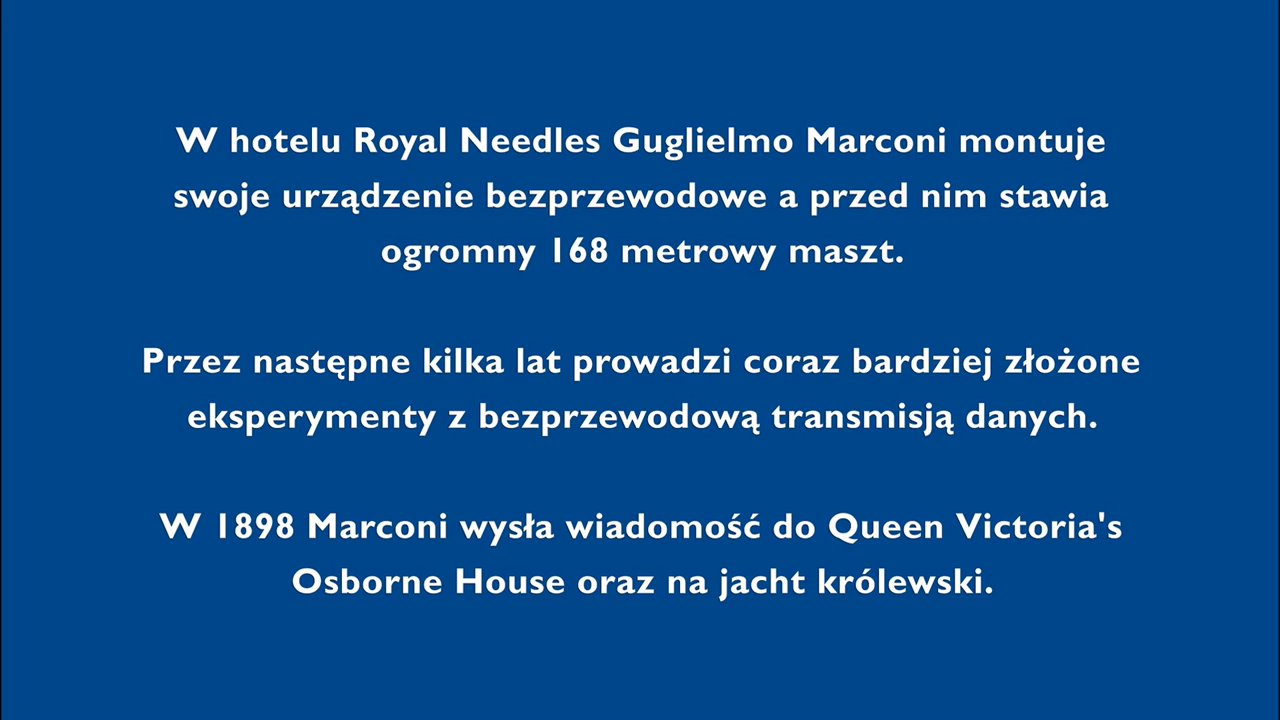 W hotelu Royal Needles Guglielmo Marconi montuje
swoje urządzenie bezprzewodowe a przed nim stawia
ogromny 168 metrowy maszt.
Przez następne kilka lat prowadzi coraz bardziej złożone
eksperymenty z bezprzewodową transmisją danych.
W 1898 Marconi wysła wiadomość do Queen Victoria's
Osborne House oraz na jacht królewski.